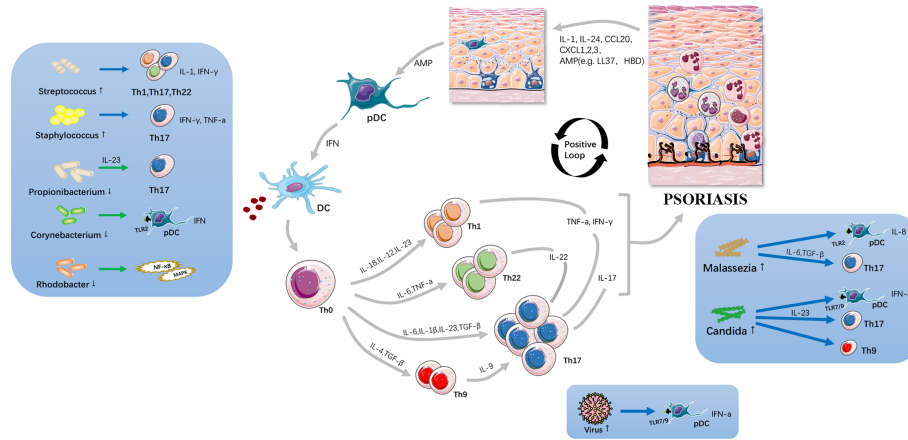 Streptococcus ↑
IL-1, IFN-γ
Th1,Th17,Th22
Staphylococcus ↑
IFN-γ, TNF-a
Th17
IL-23
Propionibacterium ↓
Th17
Corynebacterium ↓
TLR2
pDC
IFN
Rhodobacter ↓
NF-κB
MAPK
AMP
pDC
IFN
DC
Th0
IL-1, IL-24, CCL20,
CXCL1,2,3,
AMP(e.g. LL37, HBD)
Positive
Loop
PSORIASIS
IL-18,IL-12,IL-23
Th1
TNF-a, IFN-γ
IL-6,TNF-a
Th22
IL-22
IL-17
IL-6,IL-1β,IL-23,TGF-β
Th17
IL-4,TGF-β
Th9
IL-9
Malassezia ↑
TLR2
pDC
IL-8
IL-6,TGF-β
Th17
Candida ↑
TLR7/9
pDC
IL-23
Th17
Th9
Virus ↑
TLR7/9
pDC
IFN-a